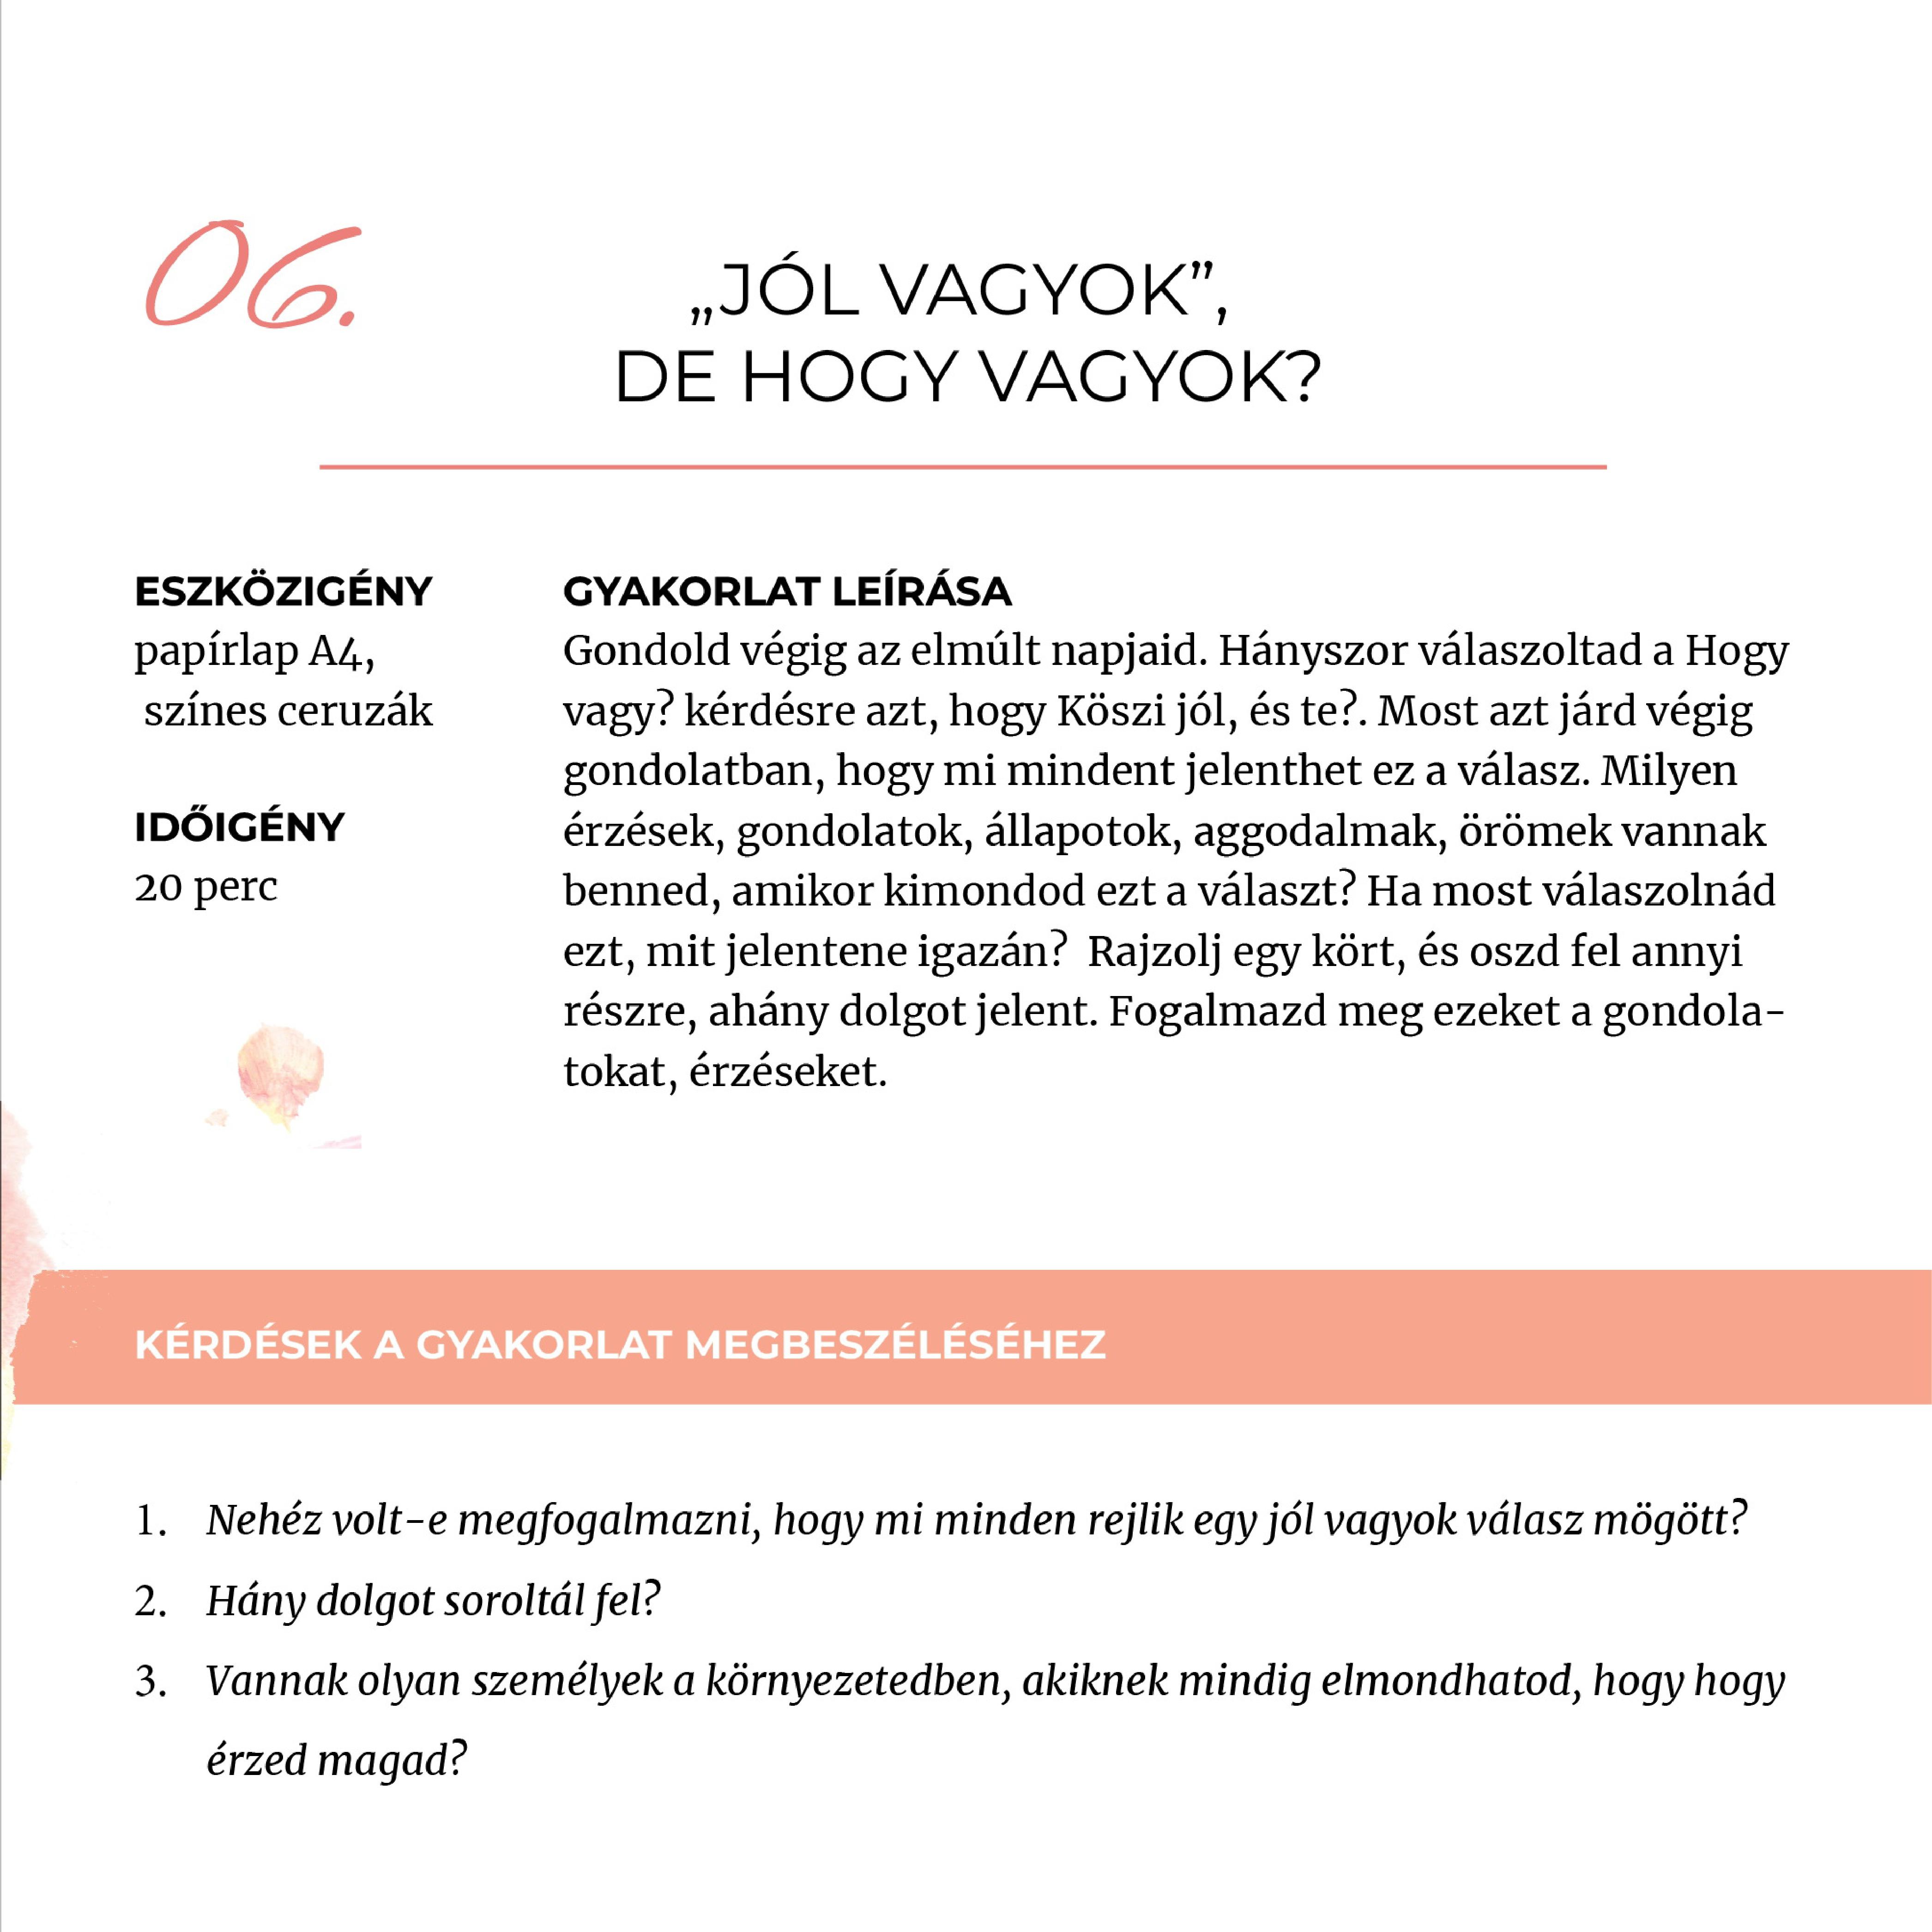 06.
„JÓL VAGYOK”,
DE HOGY VAGYOK?
ESZKÖZIGÉNY
papírlap A4,
színes ceruzák
IDŐIGÉNY
20 perc
GYAKORLAT LEÍRÁSA
Gondold végig az elmúlt napjaid. Hányszor válaszoltad a Hogy
vagy? kérdésre azt, hogy Köszi jól, és te?. Most azt járd végig
gondolatban, hogy mi mindent jelenthet ez a válasz. Milyen
érzések, gondolatok, állapotok, aggodalmak, örömek vannak
benned, amikor kimondod ezt a választ? Ha most válaszolnád
ezt, mit jelentene igazán? Rajzolj egy kört, és oszd fel annyi
részre, ahány dolgot jelent. Fogalmazd meg ezeket a gondola-
tokat, érzéseket.
KÉRDÉSEK A GYAKORLAT MEGBESZÉLÉSÉHEZ
1. Nehéz volt-e megfogalmazni, hogy mi minden rejlik egy jól vagyok válasz mögött?
2. Hány dolgot soroltál fel?
3. Vannak olyan személyek a környezetedben, akiknek mindig elmondhatod, hogy hogy
érzed magad?